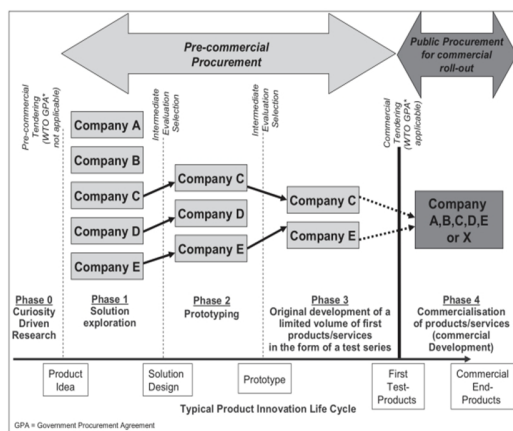 Pre-commercial
Procurement
Public Procurement
for commercial
roll-out
Pre-commercial
Tendering
(WTO GPA*
not applicable)
Intermediate
Evaluation
Selection
Intermediate
Evaluation
Selection
Commercial
Tendering
(WTO GPA*
applicable)
Company A
Company B
Company C
Company D
Company E
Company C
Company D
Company E
Company C
Company E
Company
A,B,C,D,E
or X
Phase 0
Curiosity
Driven
Research
Phase 1
Solution
exploration
Phase 2
Prototyping
Phase 3
Original development of a
limited volume of first
products/services
in the form of a test series
Phase 4
Commercialisation
of products/services
(commercial
Development)
Product
Idea
Solution
Design
Prototype
First
Test-
Products
Commercial
End-
Products
Typical Product Innovation Life Cycle
GPA = Government Procurement Agreement